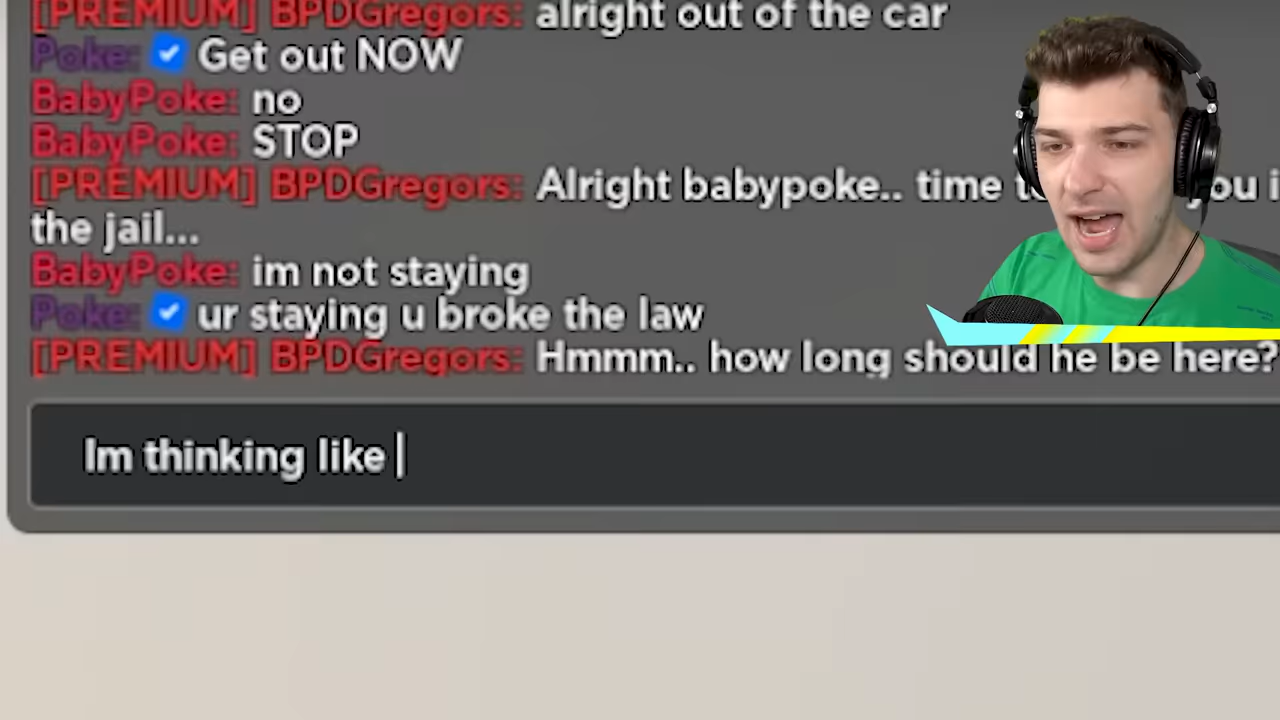 [PREMIUM] BPDGregors: alright out of the car
Poke: Get out NOW
BabyPoke: no
BabyPoke: STOP
[PREMIUM] BPDGregors: Alright babypoke.. time
the jail...
BabyPoke: im not staying
Poke: ur staying u broke the law
[PREMIUM] BPDGregors: Hmmm.. how long should he be here?
Im thinking like